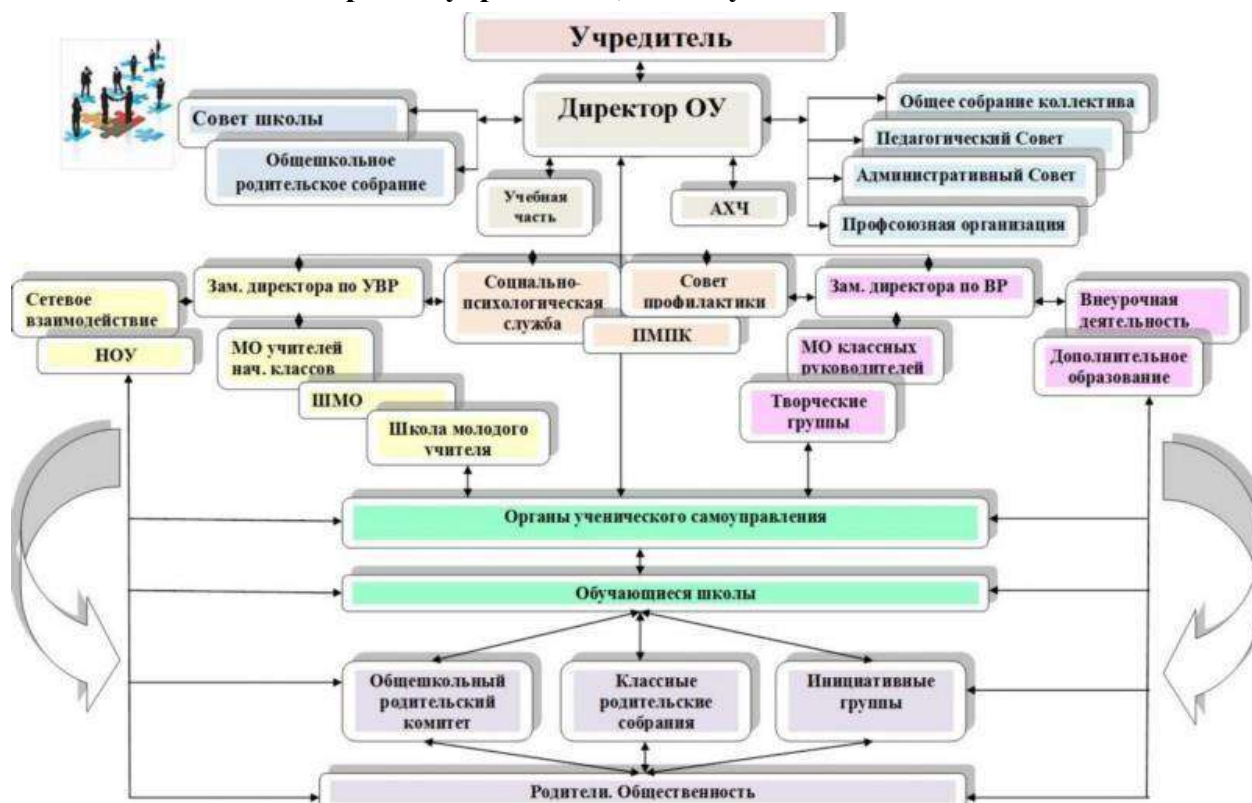 Учредитель
Директор ОУ
Совет школы
Общешкольное
родительское собрание
Общее собрание коллектива
Педагогический Совет
Административный Совет
Профсоюзная организация
Учебная
часть
АХЧ
Сетевое
взаимодействие
НОУ
Зам. директора по УВР
Социально-
психологическая
служба
Совет
профилактики
ПМПК
Зам. директора по ВР
Внеурочная
деятельность
Дополнительное
образование
МО учителей
нач. классов
ШМО
Школа молодого
учителя
МО классных
руководителей
Творческие
группы
Органы ученического самоуправления
Обучающиеся школы
Общешкольный
родительский
комитет
Классные
родительские
собрания
Инициативные
группы
Родители. Общественность